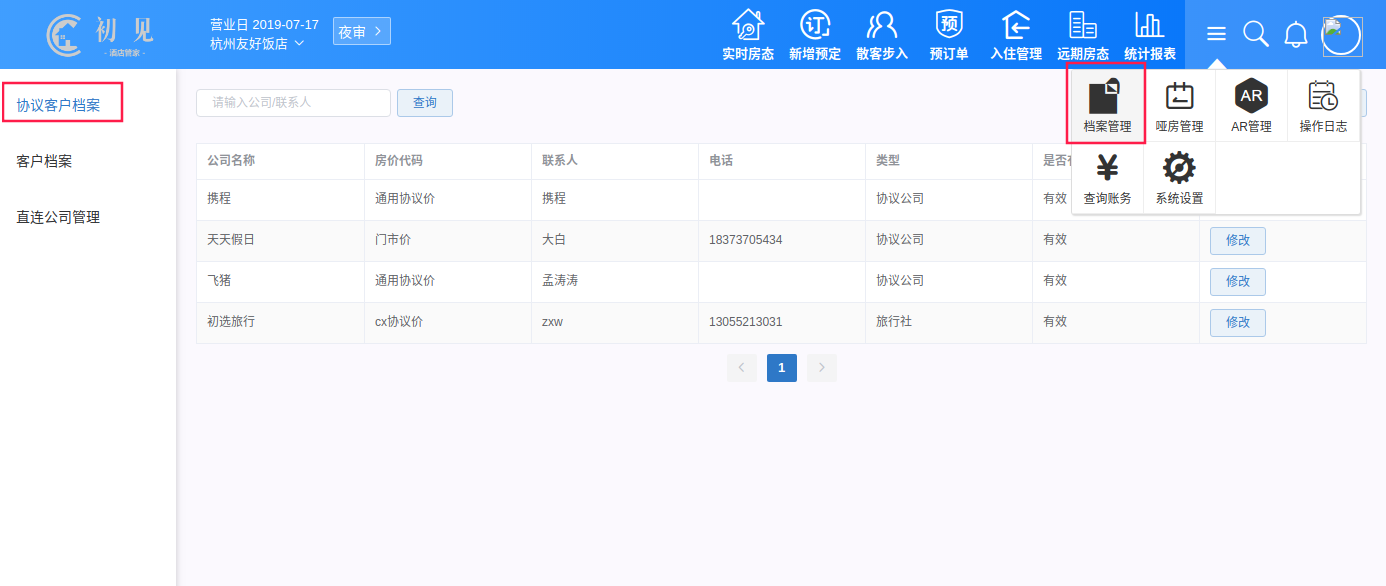 初 见
- 酒店管家 -
营业日 2019-07-17
杭州友好饭店
夜审
订
预
实时房态 新增预定 散客步入 预订单 入住管理 远期房态 统计报表
协议客户档案
客户档案
直连公司管理
请输入公司/联系人 查询
AR
档案管理 哑房管理 AR管理 操作日志
¥
查询账务 系统设置
公司名称 房价代码 联系人 电话 类型 是否
携程 通用协议价 携程 协议公司 有效
天天假日 门市价 大白 18373705434 协议公司 有效 修改
飞猪 通用协议价 孟涛涛 协议公司 有效 修改
初选旅行 cx协议价 zxw 13055213031 旅行社 有效 修改
1